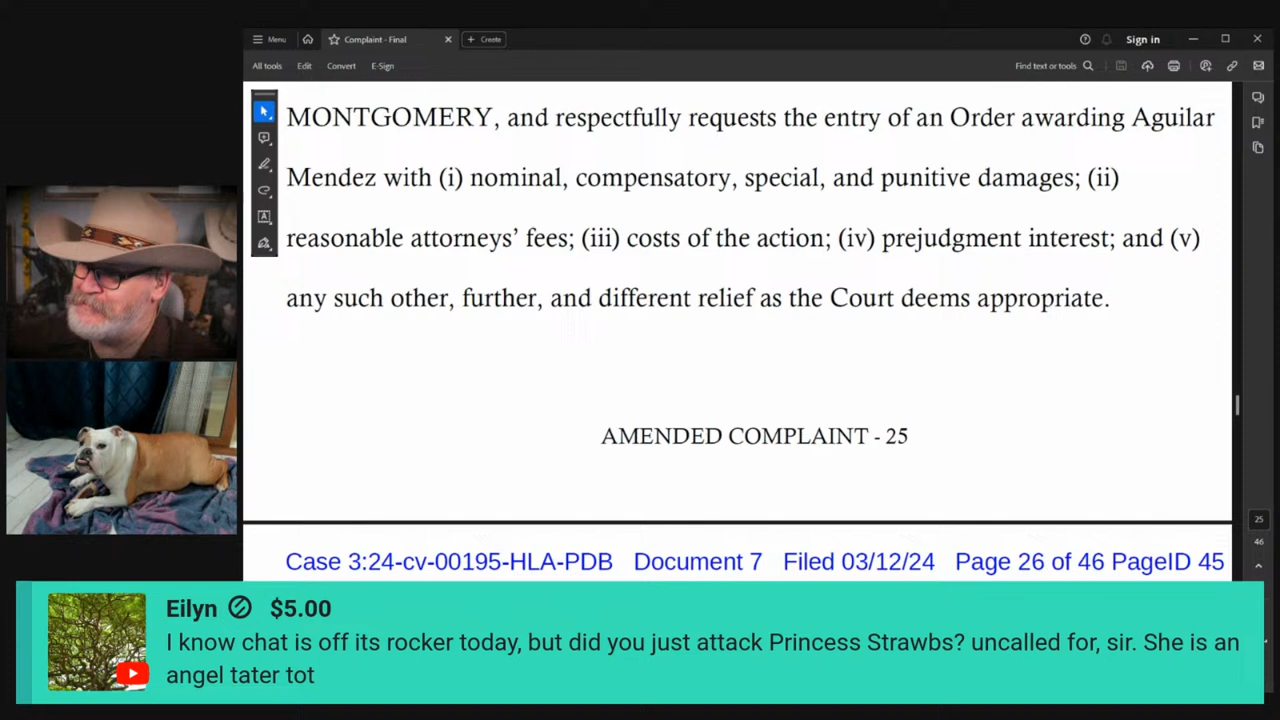 Menu
Complaint - Final
Create
Sign in
All tools
Edit
Convert
E-Sign
Find text or tools
MONTGOMERY, and respectfully requests the entry of an Order awarding Aguilar
Mendez with (i) nominal, compensatory, special, and punitive damages; (ii)
reasonable attorneys' fees; (iii) costs of the action; (iv) prejudgment interest; and (v)
any such other, further, and different relief as the Court deems appropriate.
AMENDED COMPLAINT - 25
25
46
Case 3:24-cv-00195-HLA-PDB Document 7 Filed 03/12/24 Page 26 of 46 PageID 45
Eilyn $5.00
I know chat is off its rocker today, but did you just attack Princess Strawbs? uncalled for, sir. She is an
angel tater tot